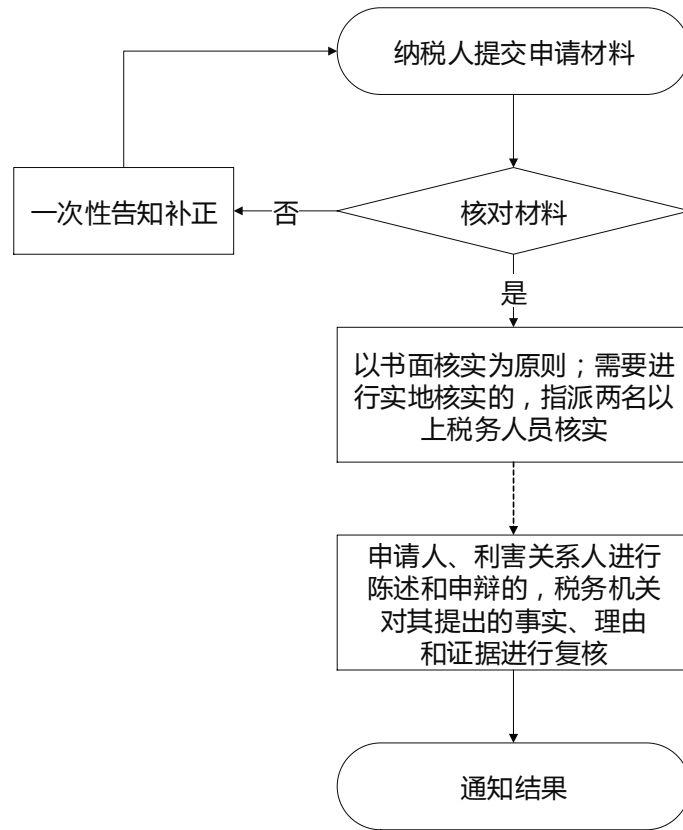 纳税人提交申请材料
核对材料
否
一次性告知补正
是
以书面核实为原则；需要进
行实地核实的，指派两名以
上税务人员核实
申请人、利害关系人进行
陈述和申辩的，税务机关
对其提出的事实、理由
和证据进行复核
通知结果